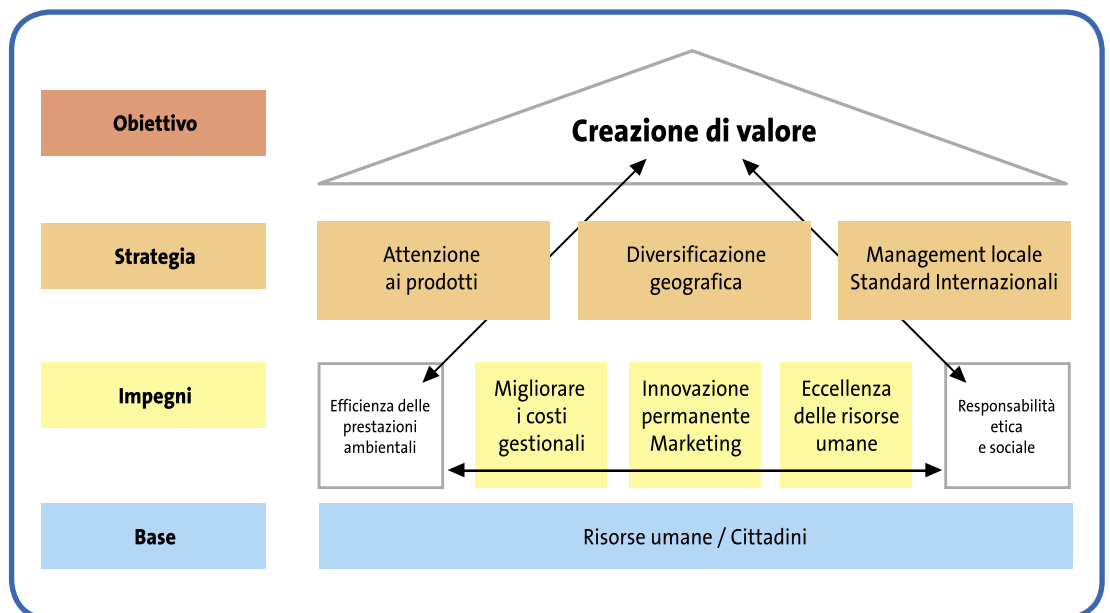 Obiettivo
Creazione di valore
Strategia
Attenzione
ai prodotti
Diversificazione
geografica
Management locale
Standard Internazionali
Impegni
Efficienza delle
prestazioni
ambientali
Migliorare
i costi
gestionali
Innovazione
permanente
Marketing
Eccellenza
delle risorse
umane
Responsabilità
etica
e sociale
Base
Risorse umane / Cittadini